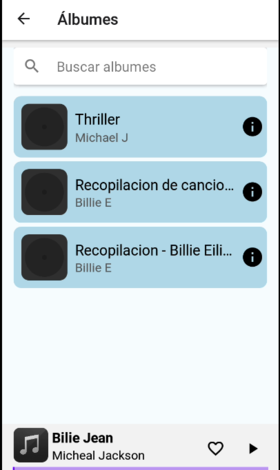 Álbumes
Buscar albumes
Thriller
Michael J
Recopilacion de cancio...
Billie E
Recopilacion - Billie Eili...
Billie E
Bilie Jean
Micheal Jackson